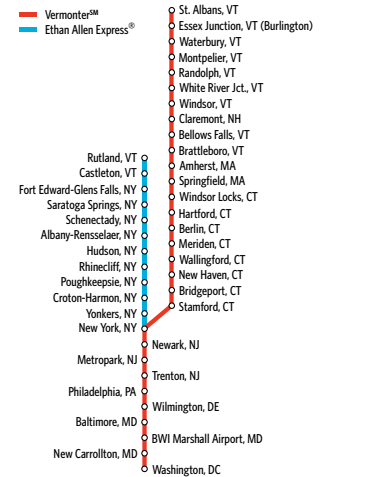 Vermonter℠
Ethan Allen Express®
St. Albans, VT
Essex Junction, VT (Burlington)
Waterbury, VT
Montpelier, VT
Randolph, VT
White River Jct., VT
Windsor, VT
Claremont, NH
Bellows Falls, VT
Brattleboro, VT
Amherst, MA
Springfield, MA
Windsor Locks, CT
Hartford, CT
Berlin, CT
Meriden, CT
Wallingford, CT
New Haven, CT
Bridgeport, CT
Stamford, CT
Rutland, VT
Castleton, VT
Fort Edward-Glens Falls, NY
Saratoga Springs, NY
Schenectady, NY
Albany-Rensselaer, NY
Hudson, NY
Rhinecliff, NY
Poughkeepsie, NY
Croton-Harmon, NY
Yonkers, NY
New York, NY
Newark, NJ
Metropark, NJ
Trenton, NJ
Philadelphia, PA
Wilmington, DE
Baltimore, MD
BWI Marshall Airport, MD
New Carrollton, MD
Washington, DC